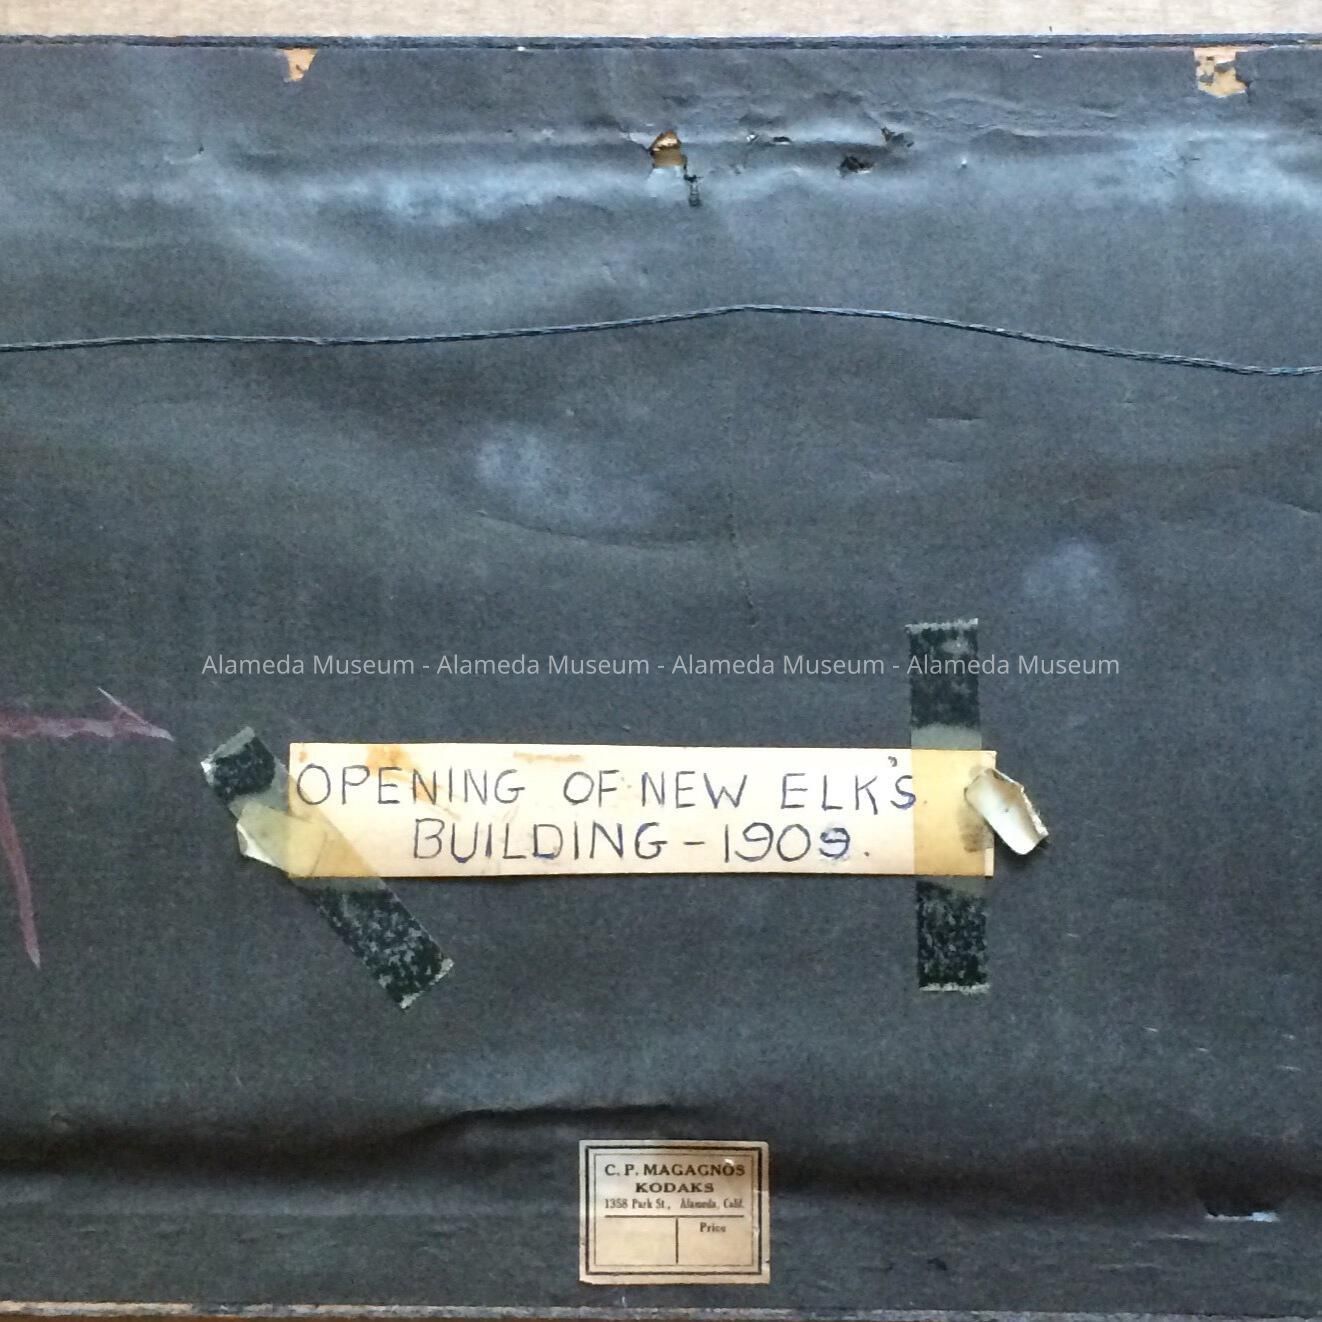 Alameda Museum - Alameda Museum - Alameda Museum - Alameda Museum
OPENING OF NEW ELK'S
BUILDING - 1909.
C. P. MAGAGNOS
KODAKS
1358 Park St., Alameda, Calif.
Price